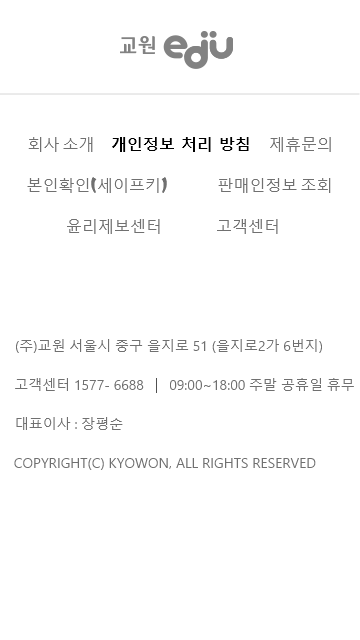 교원 edu
회사 소개 개인정보 처리 방침 제휴문의
본인확인(세이프키) 판매인정보 조회
윤리제보센터 고객센터
(주)교원 서울시 중구 을지로 51 (을지로2가 6번지)
고객센터 1577- 6688 | 09:00~18:00 주말 공휴일 휴무
대표이사 : 장평순
COPYRIGHT(C) KYOWON, ALL RIGHTS RESERVED